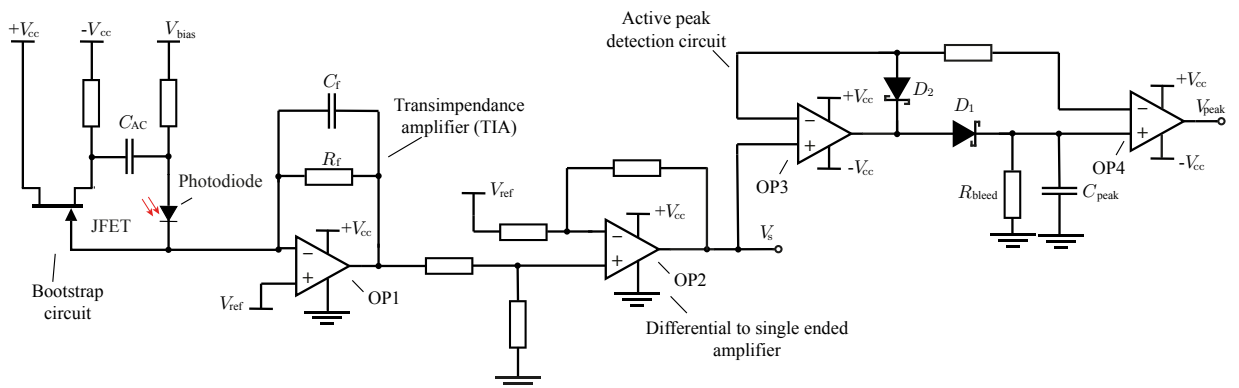 Active peak
detection circuit
+Vcc
-Vcc
Vbias
Cf
Transimpendance
amplifier (TIA)
CAC
Rf
Photodiode
JFET
Bootstrap
circuit
+Vcc
Vref
OP1
Vref
+Vcc
OP2
Differential to single ended
amplifier
Vs
D2
+Vcc
-Vcc
OP3
D1
Rbleed
Cpeak
+Vcc
-Vcc
OP4
Vpeak